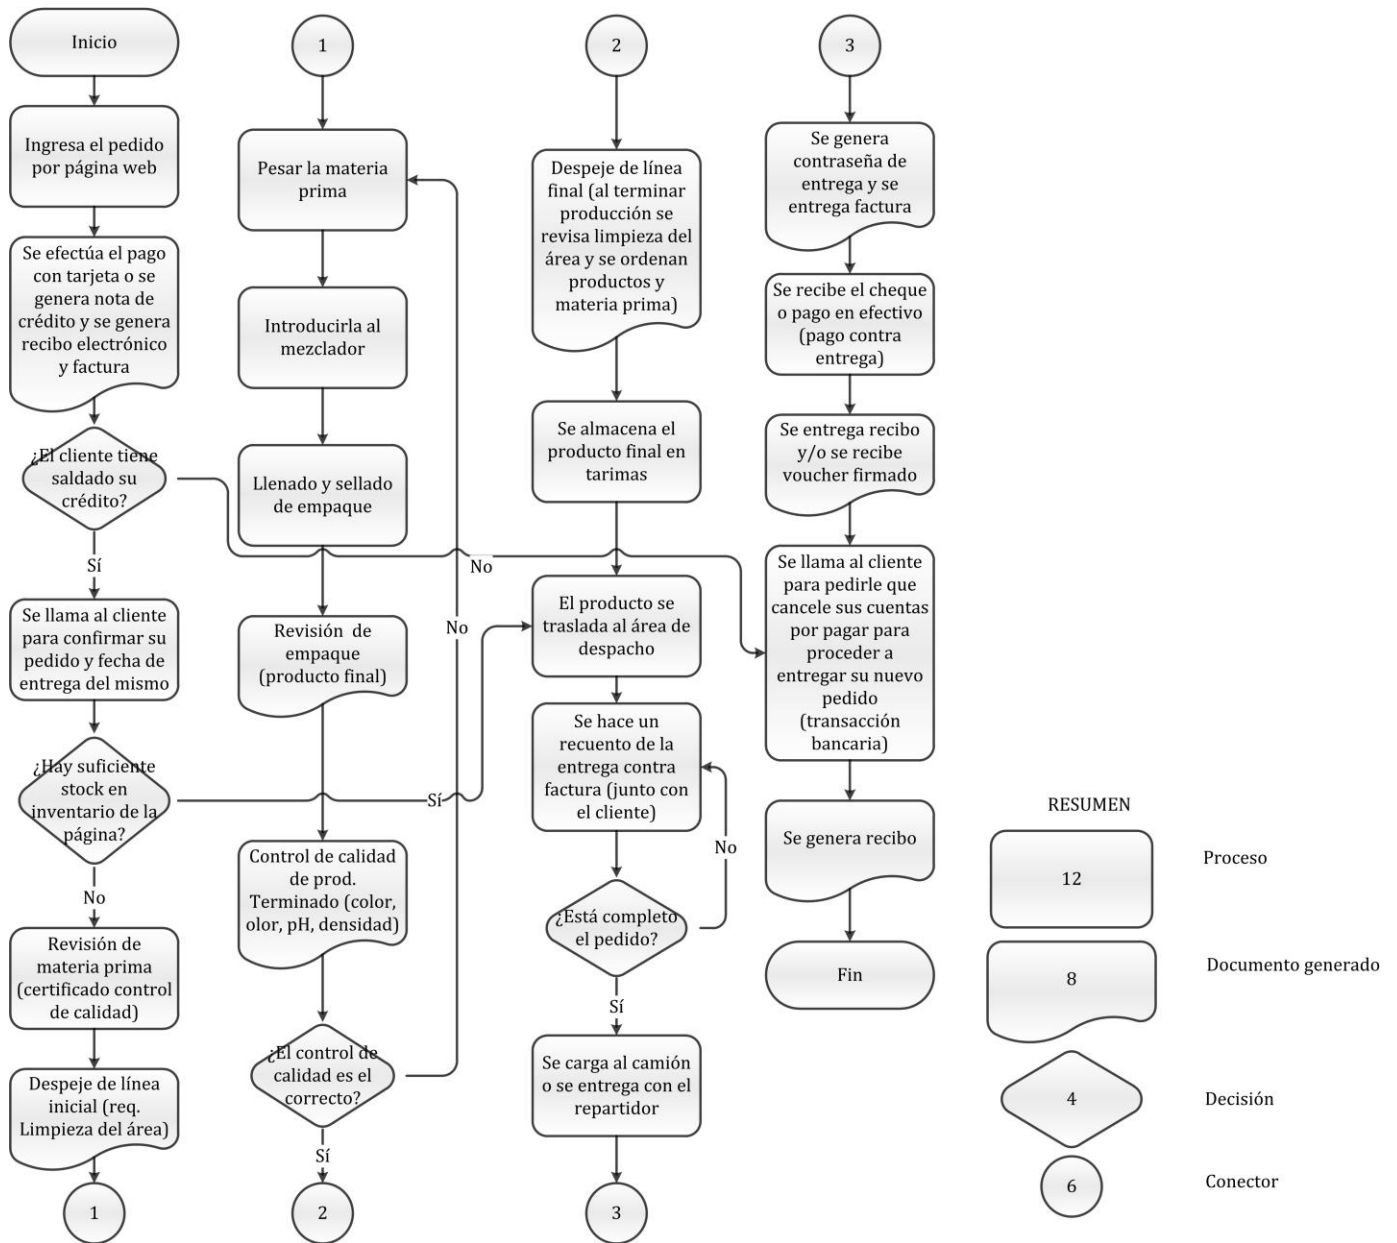 Inicio
Ingresa el pedido
por página web
Se efectúa el pago
con tarjeta o se
genera nota de
crédito y se genera
recibo electrónico
y factura
¿El cliente tiene
saldado su
crédito?
Sí
Se llama al cliente
para confirmar su
pedido y fecha de
entrega del mismo
¿Hay suficiente
stock en
inventario de la
página?
No
Revisión de
materia prima
(certificado control
de calidad)
Despeje de línea
inicial (req.
Limpieza del área)
1
1
Pesar la materia
prima
Introducirla al
mezclador
Llenado y sellado
de empaque
Revisión de
empaque
(producto final)
Control de calidad
de prod.
Terminado (color,
olor, pH, densidad)
¿El control de
calidad es el
correcto?
Sí
2
No
No
Sí
2
Despeje de línea
final (al terminar
producción se
revisa limpieza del
área y se ordenan
productos y
materia prima)
Se almacena el
producto final en
tarimas
El producto se
traslada al área de
despacho
Se hace un
recuento de la
entrega contra
factura (junto con
el cliente)
No
¿Está completo
el pedido?
Sí
Se carga al camión
o se entrega con el
repartidor
3
3
Se genera
contraseña de
entrega y se
entrega factura
Se recibe el cheque
o pago en efectivo
(pago contra
entrega)
Se entrega recibo
y/o se recibe
voucher firmado
Se llama al cliente
para pedirle que
cancele sus cuentas
por pagar para
proceder a
entregar su nuevo
pedido
(transacción
bancaria)
Se genera recibo
Fin
RESUMEN
12
Proceso
8
Documento generado
4
Decisión
6
Conector